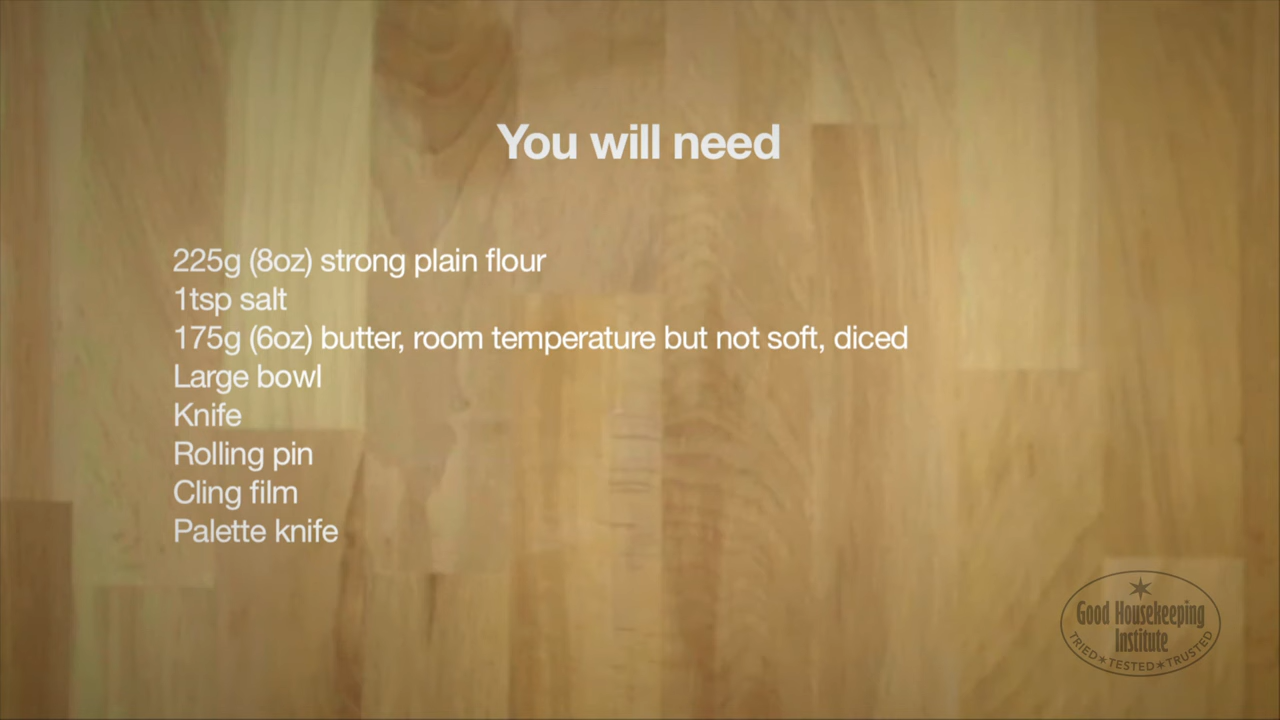 You will need
225g (8oz) strong plain flour
1tsp salt
175g (6oz) butter, room temperature but not soft, diced
Large bowl
Knife
Rolling pin
Cling film
Palette knife
Good Housekeeping
Institute
TRIED★TESTED★TRUSTED